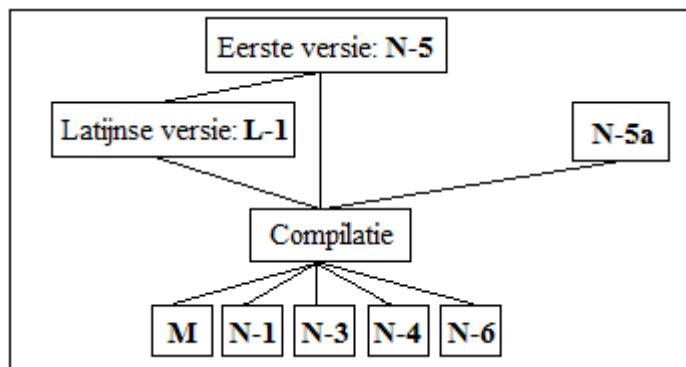 Eerste versie: N-5
Latijnse versie: L-1
N-5a
Compilatie
M N-1 N-3 N-4 N-6